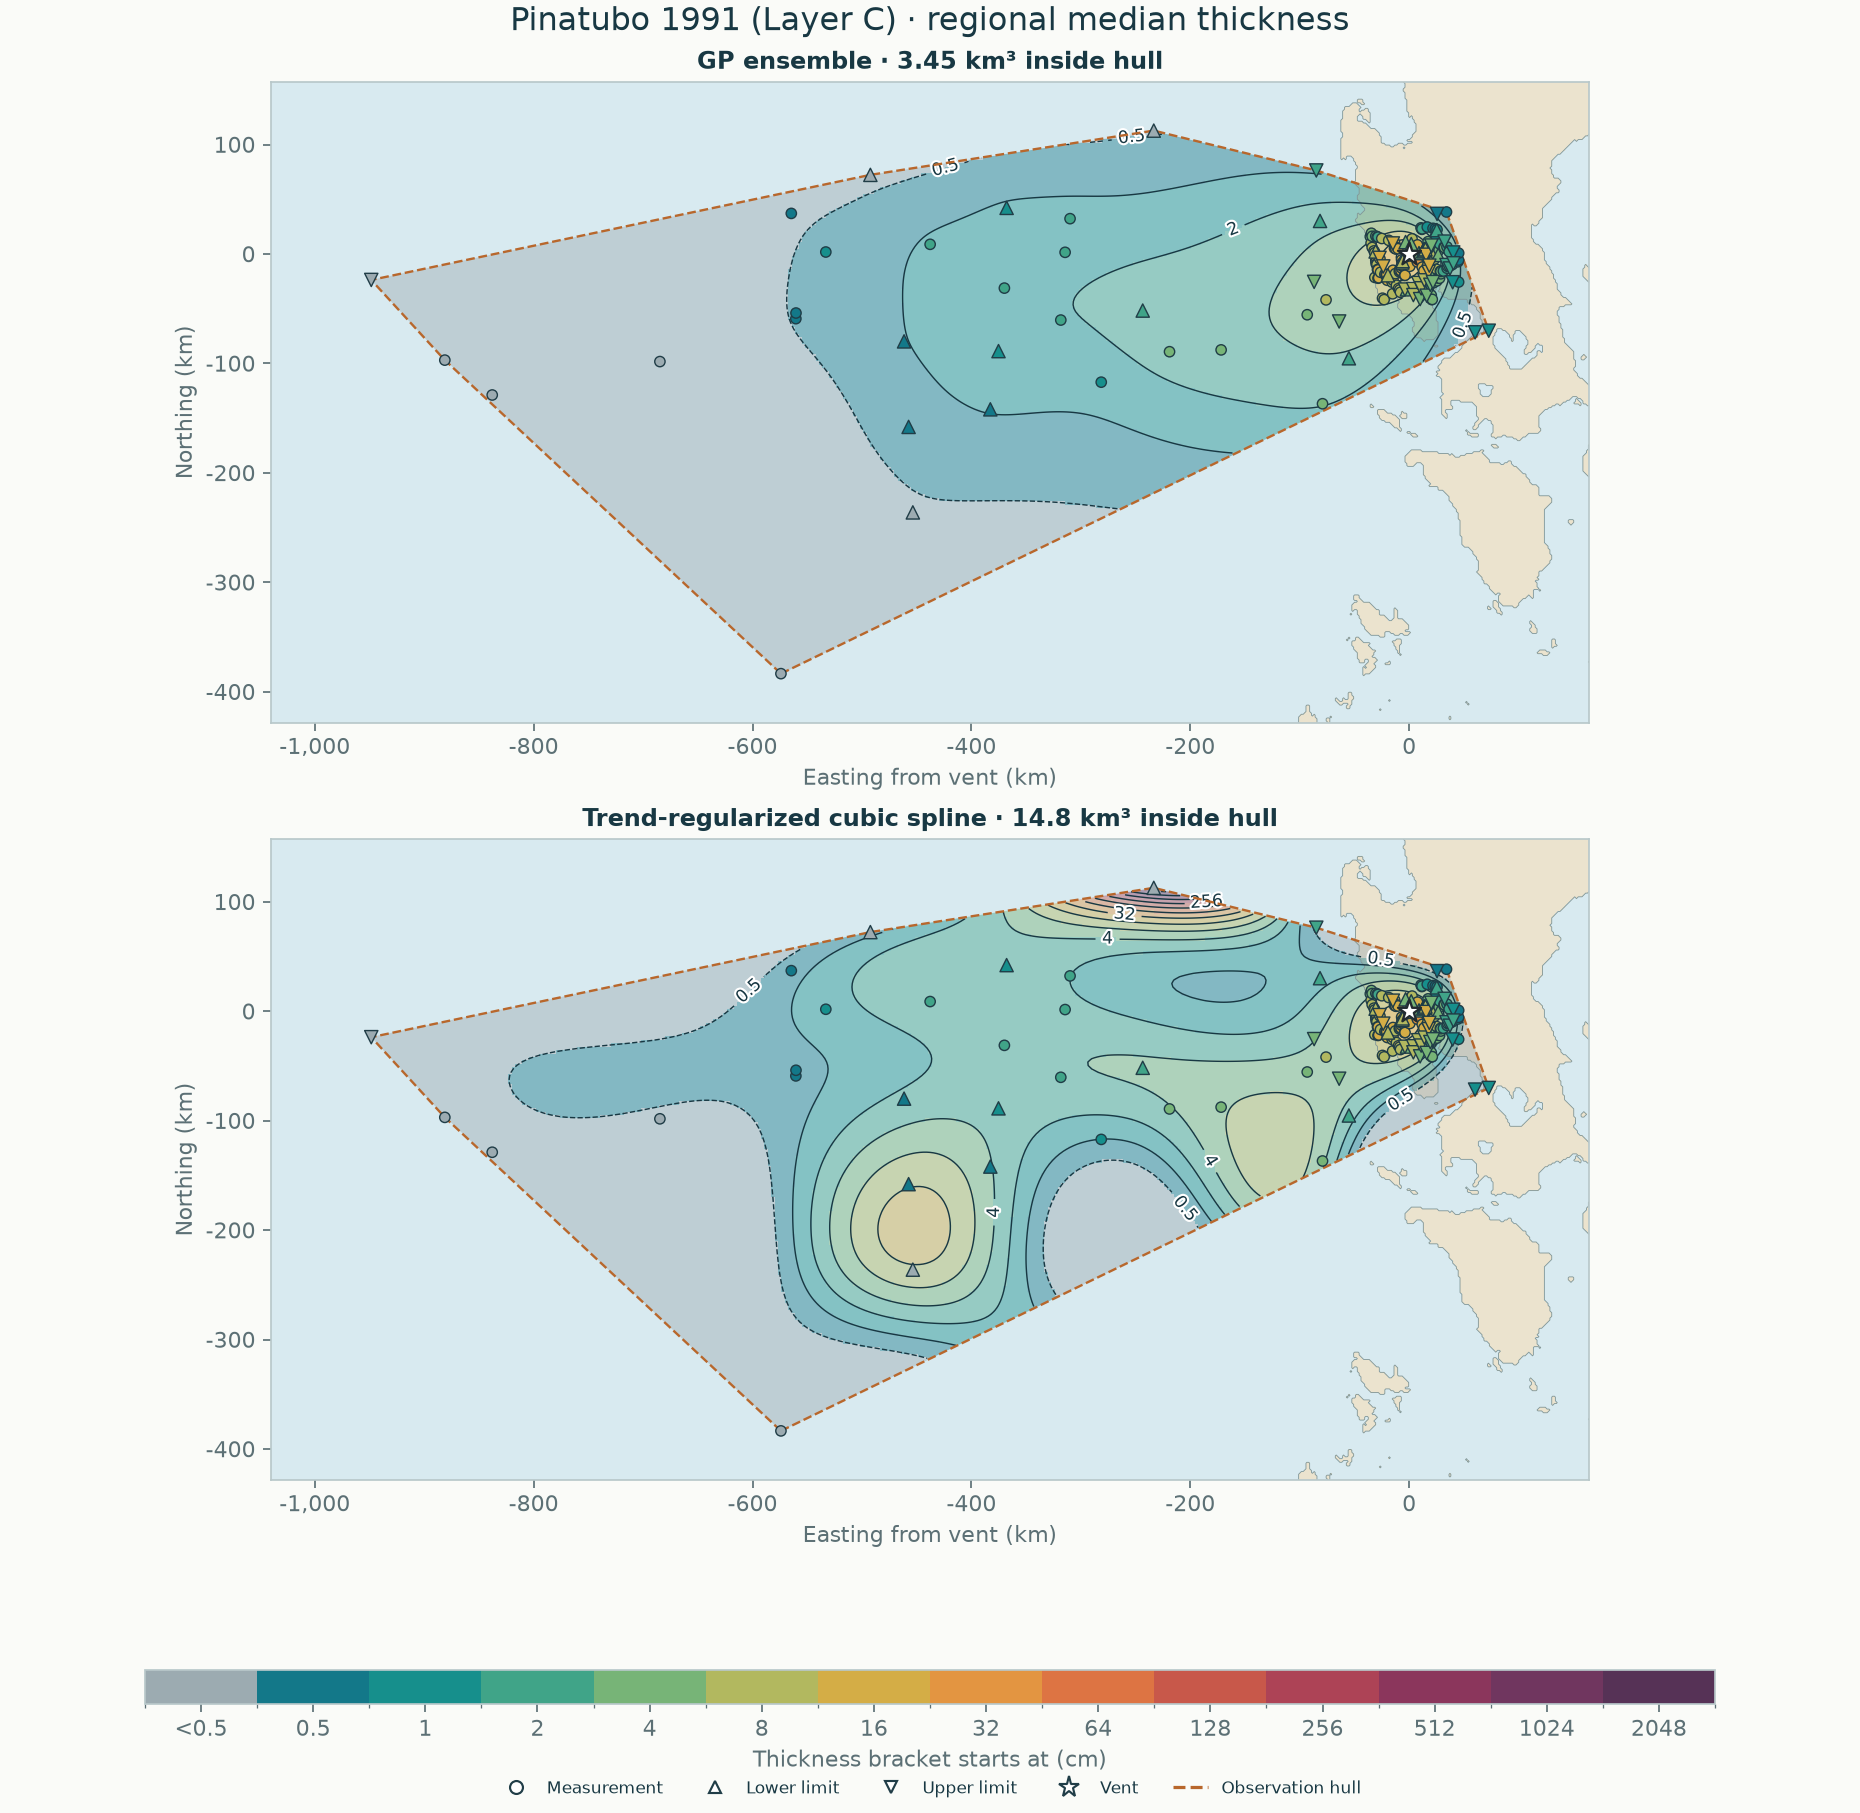 Pinatubo 1991 (Layer C) · regional median thickness
GP ensemble · 3.45 km³ inside hull
0.5
0.5
2
0.5
100
0
-100
-200
-300
-400
Northing (km)
-1,000 -800 -600 -400 -200 0
Easting from vent (km)
Trend-regularized cubic spline · 14.8 km³ inside hull
256
32
4
0.5
0.5
0.5
4
4
0.5
100
0
-100
-200
-300
-400
Northing (km)
-1,000 -800 -600 -400 -200 0
Easting from vent (km)
<0.5 0.5 1 2 4 8 16 32 64 128 256 512 1024 2048
Thickness bracket starts at (cm)
Measurement Lower limit Upper limit Vent Observation hull